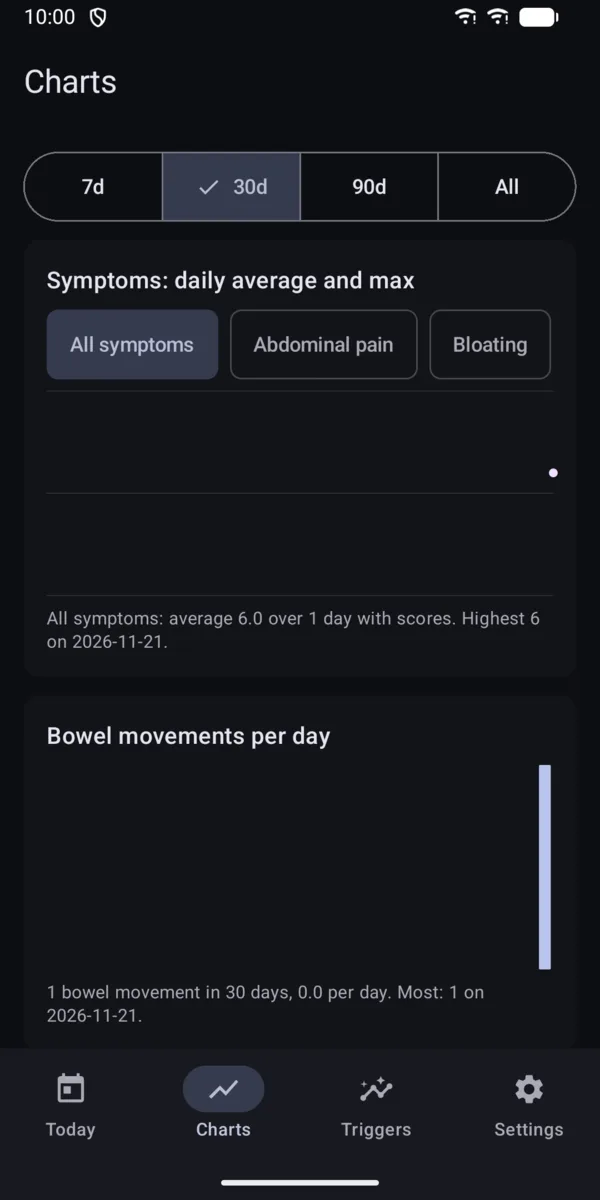 10:00
Charts
7d
30d
90d
All
Symptoms: daily average and max
All symptoms
Abdominal pain
Bloating
All symptoms: average 6.0 over 1 day with scores. Highest 6
on 2026-11-21.
Bowel movements per day
1 bowel movement in 30 days, 0.0 per day. Most: 1 on
2026-11-21.
Today
Charts
Triggers
Settings